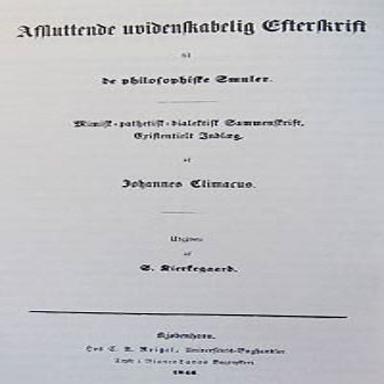 Afsluttende uvidenskabelig Efterskrift
til
de philosophiske Smuler.
Mimisk-pathetisk-dialektisk Sammenskrift,
Existentielt Indlæg,
af
Johannes Climacus.
Udgiven
af
S. Kierkegaard.
Kjøbenhavn.
Hos C. A. Reitzel, Universitets-Boghandler.
Trykt i Bianco Lunos Bogtrykkeri.
1846